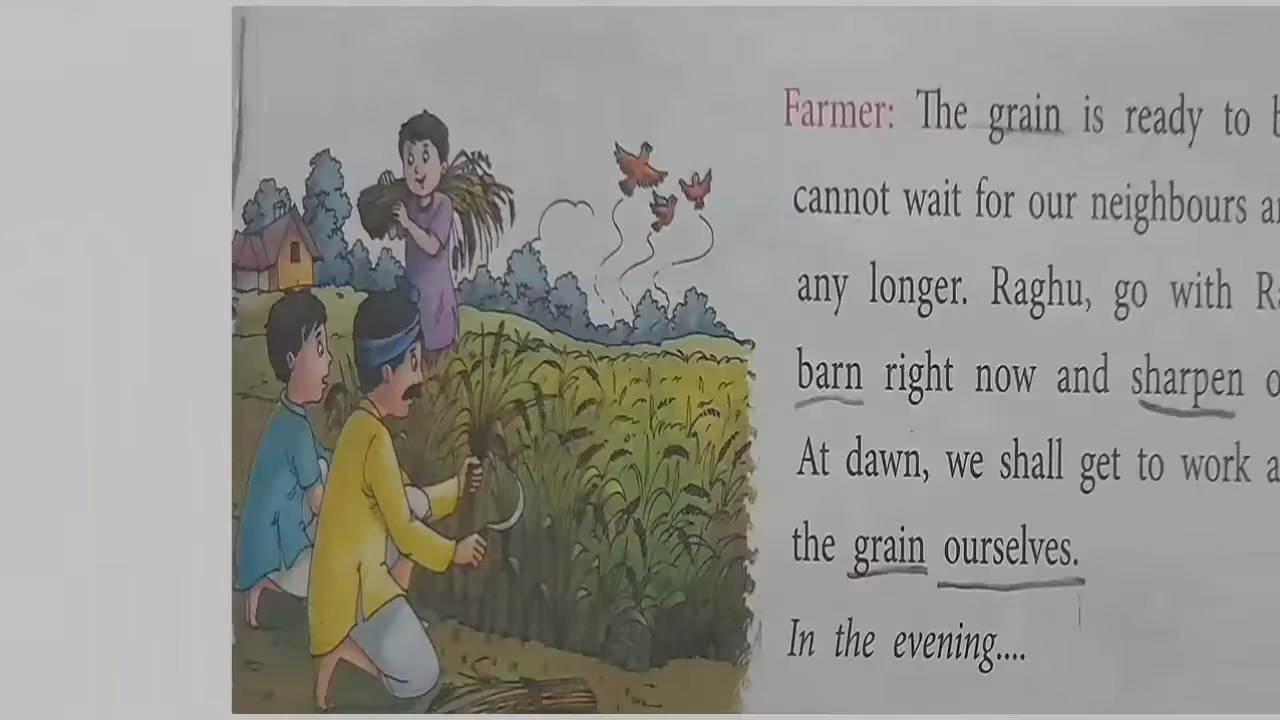 Farmer: The grain is ready to
cannot wait for our neighbours
any longer. Raghu, go with
barn right now and sharpen
At dawn, we shall get to work
the grain ourselves.
In the evening....